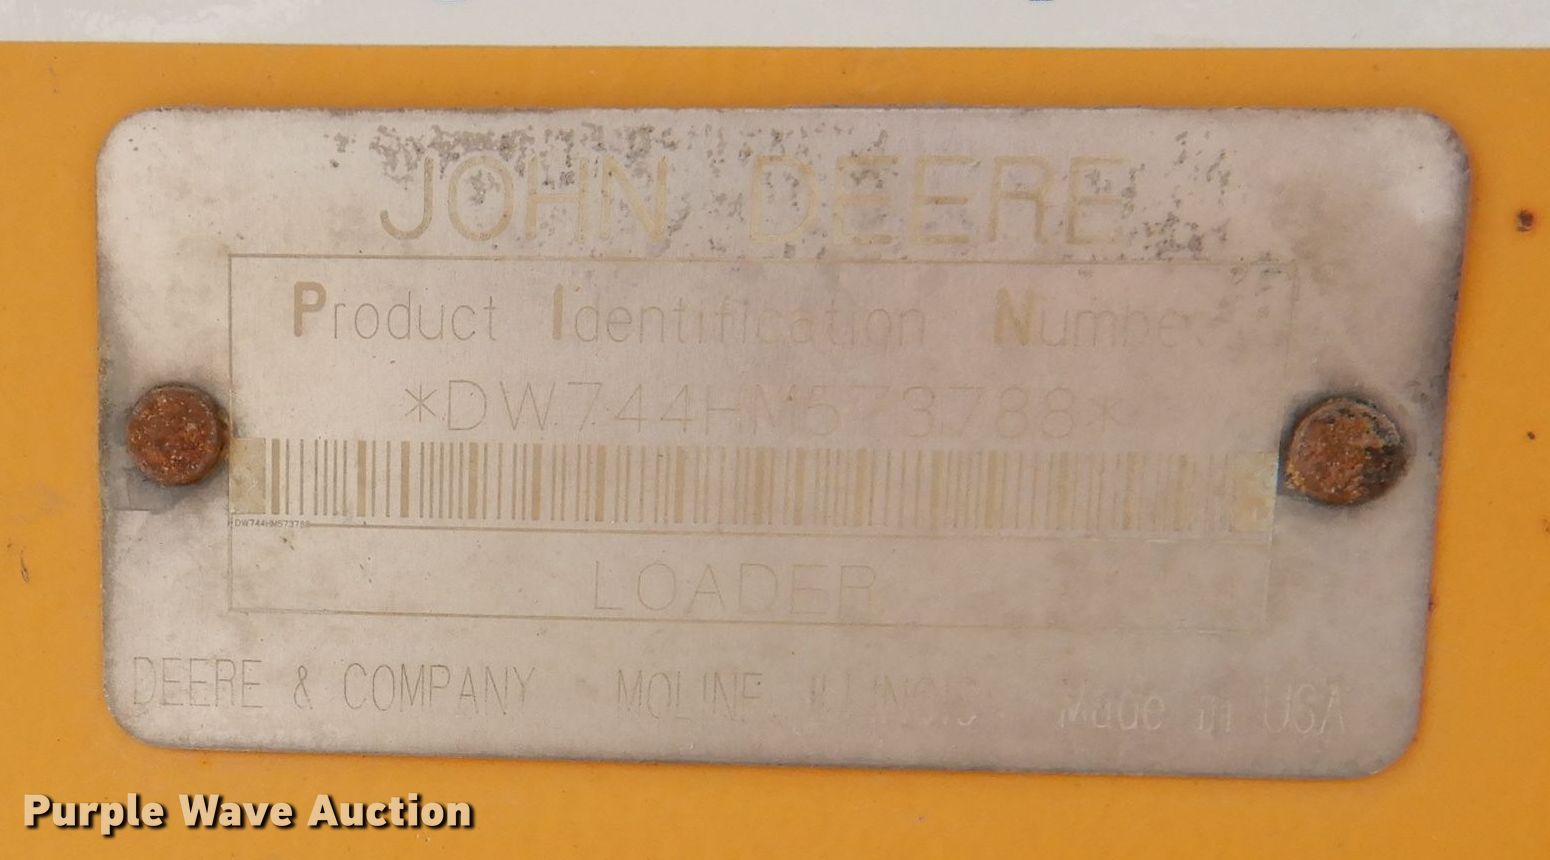 JOHN DEERE
Product Identification Number
*DW744HM573788*
DW744HM573788
LOADER
DEERE & COMPANY MOLINE, ILLINOIS Made in USA
Purple Wave Auction